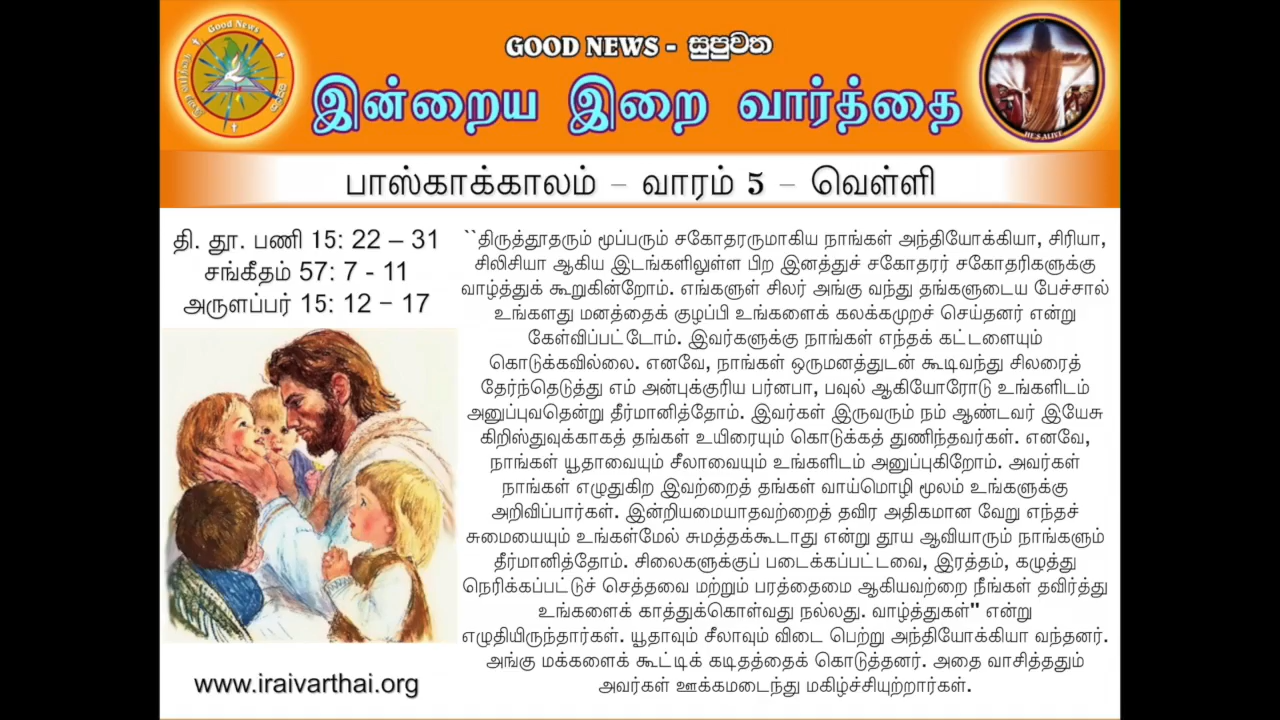 Good News
GOOD NEWS - සුපුවත
இன்றைய இறை வார்த்தை
HE'S ALIVE
பாஸ்காக்காலம் – வாரம் 5 – வெள்ளி
தி. தூ. பணி 15: 22 – 31
சங்கீதம் 57: 7 - 11
அருளப்பர் 15: 12 – 17
``திருத்தூதரும் மூப்பரும் சகோதரருமாகிய நாங்கள் அந்தியோக்கியா, சிரியா,
சிலிசியா ஆகிய இடங்களிலுள்ள பிற இனத்துச் சகோதரர் சகோதரிகளுக்கு
வாழ்த்துக் கூறுகின்றோம். எங்களுள் சிலர் அங்கு வந்து தங்களுடைய பேச்சால்
உங்களது மனத்தைக் குழப்பி உங்களைக் கலக்கமுறச் செய்தனர் என்று
கேள்விப்பட்டோம். இவர்களுக்கு நாங்கள் எந்தக் கட்டளையும்
கொடுக்கவில்லை. எனவே, நாங்கள் ஒருமனத்துடன் கூடிவந்து சிலரைத்
தேர்ந்தெடுத்து எம் அன்புக்குரிய பர்னபா, பவுல் ஆகியோரோடு உங்களிடம்
அனுப்புவதென்று தீர்மானித்தோம். இவர்கள் இருவரும் நம் ஆண்டவர் இயேசு
கிறிஸ்துவுக்காகத் தங்கள் உயிரையும் கொடுக்கத் துணிந்தவர்கள். எனவே,
நாங்கள் யூதாவையும் சீலாவையும் உங்களிடம் அனுப்புகிறோம். அவர்கள்
நாங்கள் எழுதுகிற இவற்றைத் தங்கள் வாய்மொழி மூலம் உங்களுக்கு
அறிவிப்பார்கள். இன்றியமையாதவற்றைத் தவிர அதிகமான வேறு எந்தச்
சுமையையும் உங்கள்மேல் சுமத்தக்கூடாது என்று தூய ஆவியாரும் நாங்களும்
தீர்மானித்தோம். சிலைகளுக்குப் படைக்கப்பட்டவை, இரத்தம், கழுத்து
நெரிக்கப்பட்டுச் செத்தவை மற்றும் பரத்தைமை ஆகியவற்றை நீங்கள் தவிர்த்து
உங்களைக் காத்துக்கொள்வது நல்லது. வாழ்த்துகள்" என்று
எழுதியிருந்தார்கள். யூதாவும் சீலாவும் விடை பெற்று அந்தியோக்கியா வந்தனர்.
அங்கு மக்களைக் கூட்டிக் கடிதத்தைக் கொடுத்தனர். அதை வாசித்ததும்
அவர்கள் ஊக்கமடைந்து மகிழ்ச்சியுற்றார்கள்.
www.iraivarthai.org